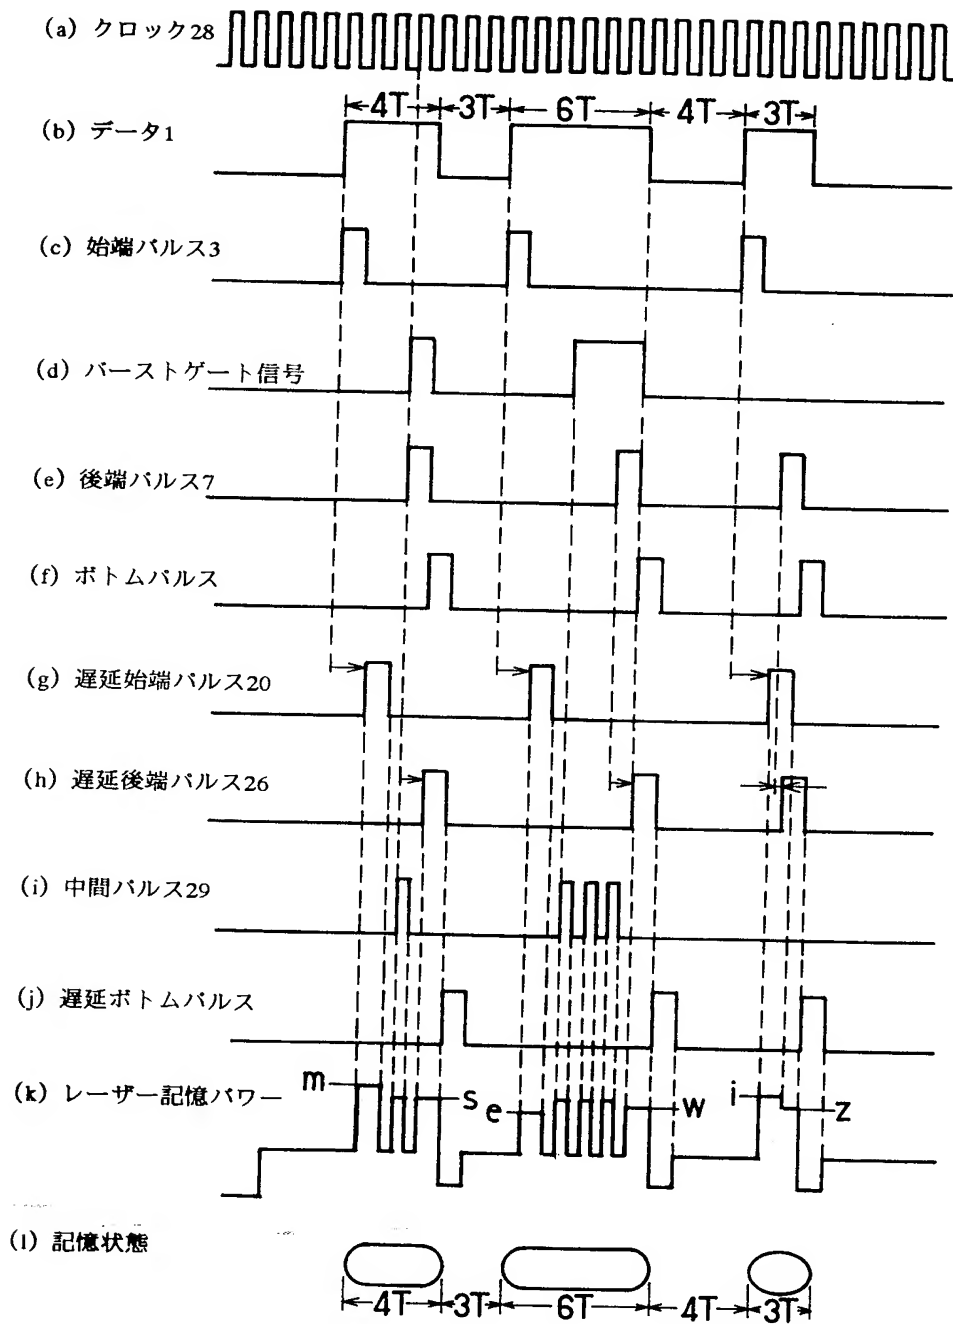 (a) クロック28
4T 3T 6T 4T 3T
(b) データ1
(c) 始端パルス3
(d) バーストゲート信号
(e) 後端パルス7
(f) ボトムパルス
(g) 遅延始端パルス20
(h) 遅延後端パルス26
(i) 中間パルス29
(j) 遅延ボトムパルス
(k) レーザー記憶パワー m s e w i z
(l) 記憶状態
4T 3T 6T 4T 3T